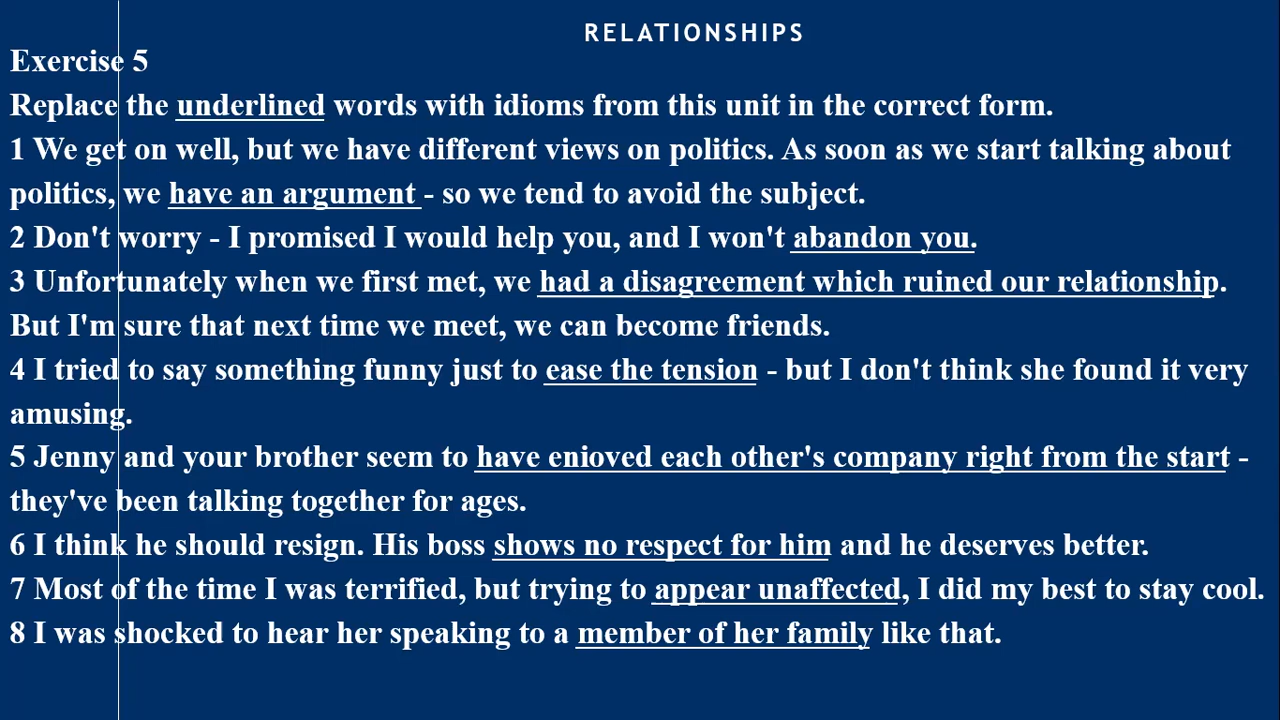 RELATIONSHIPS
Exercise 5
Replace the underlined words with idioms from this unit in the correct form.
1 We get on well, but we have different views on politics. As soon as we start talking about
politics, we have an argument - so we tend to avoid the subject.
2 Don't worry - I promised I would help you, and I won't abandon you.
3 Unfortunately when we first met, we had a disagreement which ruined our relationship.
But I'm sure that next time we meet, we can become friends.
4 I tried to say something funny just to ease the tension - but I don't think she found it very
amusing.
5 Jenny and your brother seem to have enioved each other's company right from the start -
they've been talking together for ages.
6 I think he should resign. His boss shows no respect for him and he deserves better.
7 Most of the time I was terrified, but trying to appear unaffected, I did my best to stay cool.
8 I was shocked to hear her speaking to a member of her family like that.